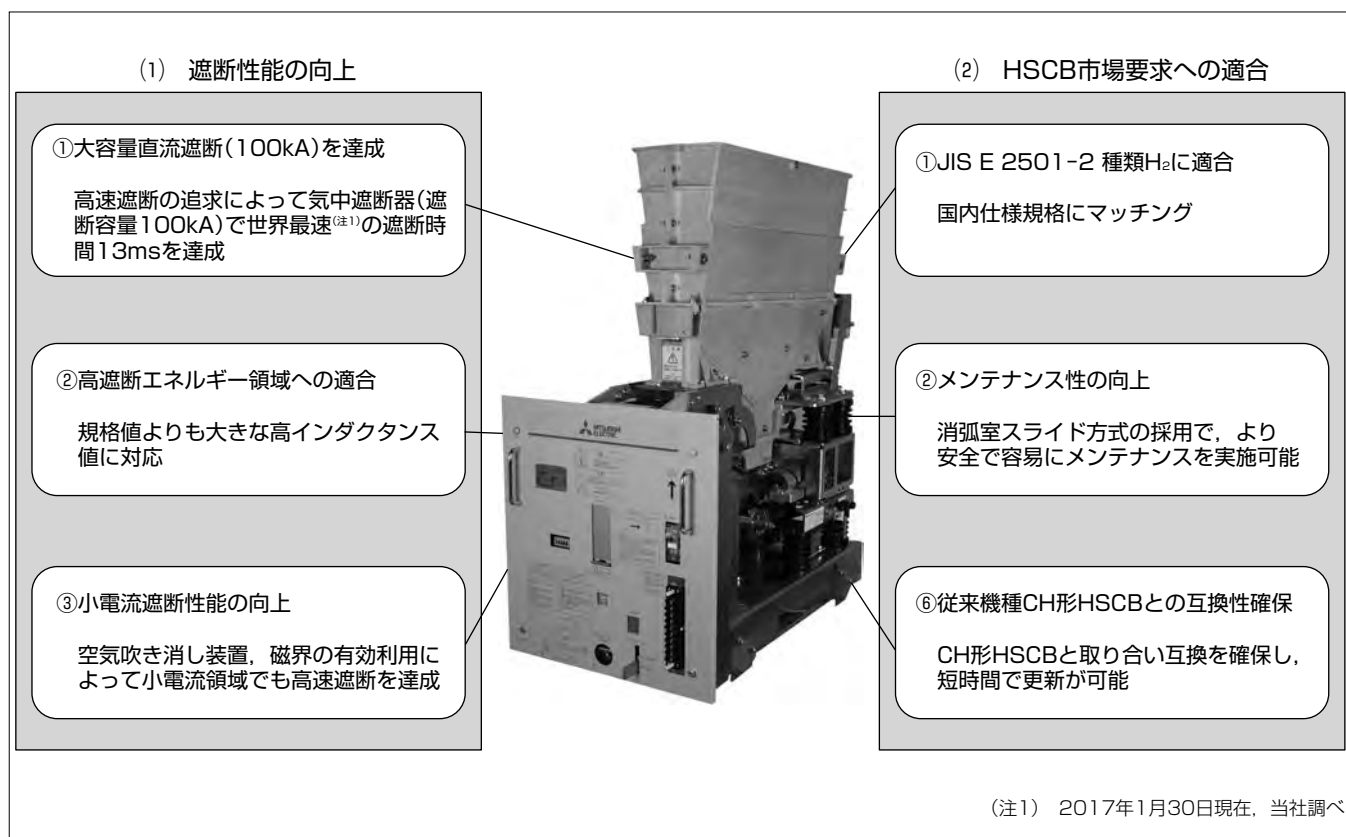 (1) 遮断性能の向上
①大容量直流遮断(100kA)を達成
高速遮断の追求によって気中遮断器(遮
断容量100kA)で世界最速(注1)の遮断時
間13msを達成
②高遮断エネルギー領域への適合
規格値よりも大きな高インダクタンス
値に対応
③小電流遮断性能の向上
空気吹き消し装置，磁界の有効利用に
よって小電流領域でも高速遮断を達成
MITSUBISHI
ELECTRIC
(2) HSCB市場要求への適合
①JIS E 2501-2 種類H₂に適合
国内仕様規格にマッチング
②メンテナンス性の向上
消弧室スライド方式の採用で，より
安全で容易にメンテナンスを実施可能
⑥従来機種CH形HSCBとの互換性確保
CH形HSCBと取り合い互換を確保し，
短時間で更新が可能
(注1) 2017年1月30日現在，当社調べ